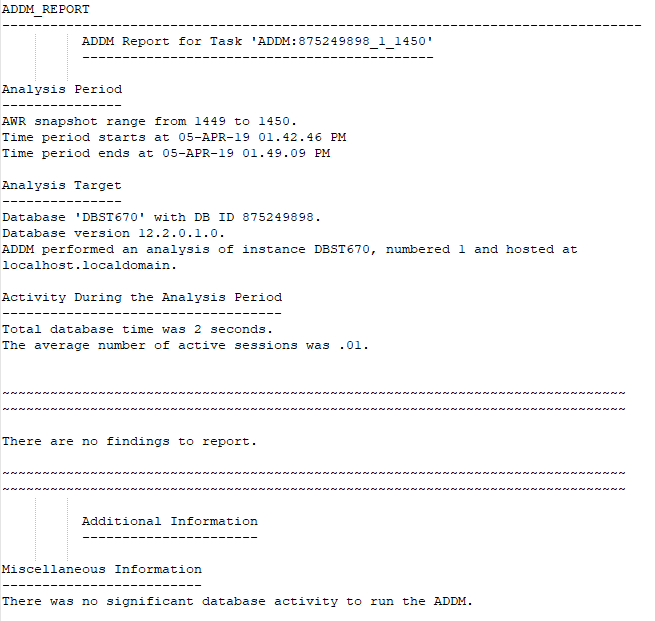 ADDM_REPORT
--------------------------------------------------------------------------------
ADDM Report for Task 'ADDM:875249898_1_1450'
--------------------------------------------
Analysis Period
---------------
AWR snapshot range from 1449 to 1450.
Time period starts at 05-APR-19 01.42.46 PM
Time period ends at 05-APR-19 01.49.09 PM
Analysis Target
---------------
Database 'DBST670' with DB ID 875249898.
Database version 12.2.0.1.0.
ADDM performed an analysis of instance DBST670, numbered 1 and hosted at
localhost.localdomain.
Activity During the Analysis Period
-----------------------------------
Total database time was 2 seconds.
The average number of active sessions was .01.
~~~~~~~~~~~~~~~~~~~~~~~~~~~~~~~~~~~~~~~~~~~~~~~~~~~~~~~~~~~~~~~~~~~~~~~~~~~~~~
~~~~~~~~~~~~~~~~~~~~~~~~~~~~~~~~~~~~~~~~~~~~~~~~~~~~~~~~~~~~~~~~~~~~~~~~~~~~~~
There are no findings to report.
~~~~~~~~~~~~~~~~~~~~~~~~~~~~~~~~~~~~~~~~~~~~~~~~~~~~~~~~~~~~~~~~~~~~~~~~~~~~~~
~~~~~~~~~~~~~~~~~~~~~~~~~~~~~~~~~~~~~~~~~~~~~~~~~~~~~~~~~~~~~~~~~~~~~~~~~~~~~~
Additional Information
----------------------
Miscellaneous Information
-------------------------
There was no significant database activity to run the ADDM.